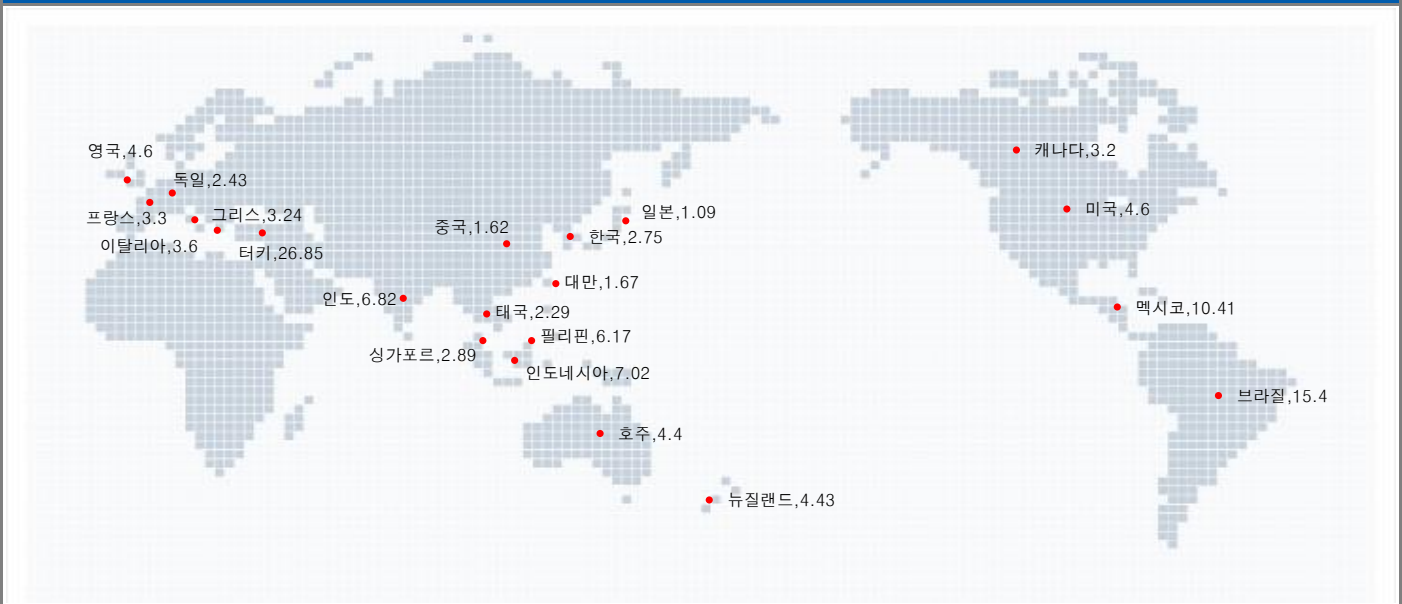 영국,4.6
캐나다,3.2
독일,2.43
미국,4.6
일본,1.09
그리스,3.24
프랑스,3.3
중국,1.62
한국,2.75
이탈리아,3.6
터키,26.85
대만,1.67
인도,6.82
멕시코,10.41
태국,2.29
필리핀,6.17
싱가포르,2.89
인도네시아,7.02
브라질,15.4
호주,4.4
뉴질랜드,4.43